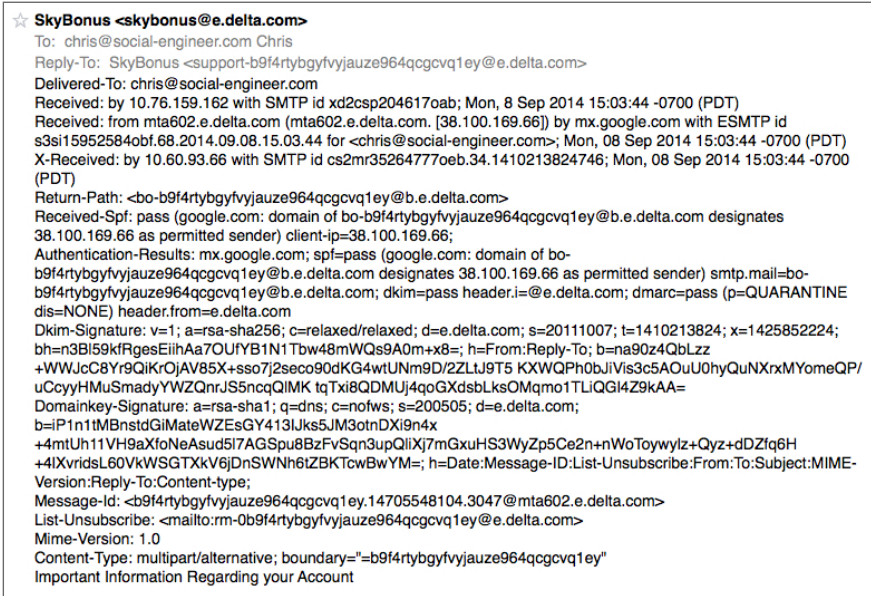 SkyBonus <skybonus@e.delta.com>
To: chris@social-engineer.com Chris
Reply-To: SkyBonus <support-b9f4rtybgyfvyjauze964qcgcvq1ey@e.delta.com>
Delivered-To: chris@social-engineer.com
Received: by 10.76.159.162 with SMTP id xd2csp204617oab; Mon, 8 Sep 2014 15:03:44 -0700 (PDT)
Received: from mta602.e.delta.com (mta602.e.delta.com. [38.100.169.66]) by mx.google.com with ESMTP id
s3si15952584obf.68.2014.09.08.15.03.44 for <chris@social-engineer.com>; Mon, 08 Sep 2014 15:03:44 -0700 (PDT)
X-Received: by 10.60.93.66 with SMTP id cs2mr35264777oeb.34.1410213824746; Mon, 08 Sep 2014 15:03:44 -0700
(PDT)
Return-Path: <bo-b9f4rtybgyfvyjauze964qcgcvq1ey@b.e.delta.com>
Received-Spf: pass (google.com: domain of bo-b9f4rtybgyfvyjauze964qcgcvq1ey@b.e.delta.com designates
38.100.169.66 as permitted sender) client-ip=38.100.169.66;
Authentication-Results: mx.google.com; spf=pass (google.com: domain of bo-
b9f4rtybgyfvyjauze964qcgcvq1ey@b.e.delta.com designates 38.100.169.66 as permitted sender) smtp.mail=bo-
b9f4rtybgyfvyjauze964qcgcvq1ey@b.e.delta.com; dkim=pass header.i=@e.delta.com; dmarc=pass (p=QUARANTINE
dis=NONE) header.from=e.delta.com
Dkim-Signature: v=1; a=rsa-sha256; c=relaxed/relaxed; d=e.delta.com; s=20111007; t=1410213824; x=1425852224;
bh=n3Bl59kfRgesEiihAa7OUfYB1N1Tbw48mWQs9A0m+x8=; h=From:Reply-To; b=na90z4QbLzz
+WWJcC8Yr9QiKrOjAV85X+sso7j2seco90dKG4wtUNm9D/2ZLtJ9T5 KXWQPh0bJiVis3c5AOuU0hyQuNXrxMYomeQP/
uCcyyHMuSmadyYWZQnrJS5ncqQIMK tqTxi8QDMUj4qoGXdsbLksOMqmo1TLiQGl4Z9kAA=
Domainkey-Signature: a=rsa-sha1; q=dns; c=nofws; s=200505; d=e.delta.com;
b=iP1n1tMBnstdGiMateWZEsGY413IJks5JM3otnDXi9n4x
+4mtUh11VH9aXfoNeAsud5l7AGSpu8BzFvSqn3upQliXj7mGxuHS3WyZp5Ce2n+nWoToywylz+Qyz+dDZfq6H
+4lXvridsL60VkWSGTXkV6jDnSWNh6tZBKTcwBwYM=; h=Date:Message-ID:List-Unsubscribe:From:To:Subject:MIME-
Version:Reply-To:Content-type;
Message-Id: <b9f4rtybgyfvyjauze964qcgcvq1ey.14705548104.3047@mta602.e.delta.com>
List-Unsubscribe: <mailto:rm-0b9f4rtybgyfvyjauze964qcgcvq1ey@e.delta.com>
Mime-Version: 1.0
Content-Type: multipart/alternative; boundary="=b9f4rtybgyfvyjauze964qcgcvq1ey"
Important Information Regarding your Account